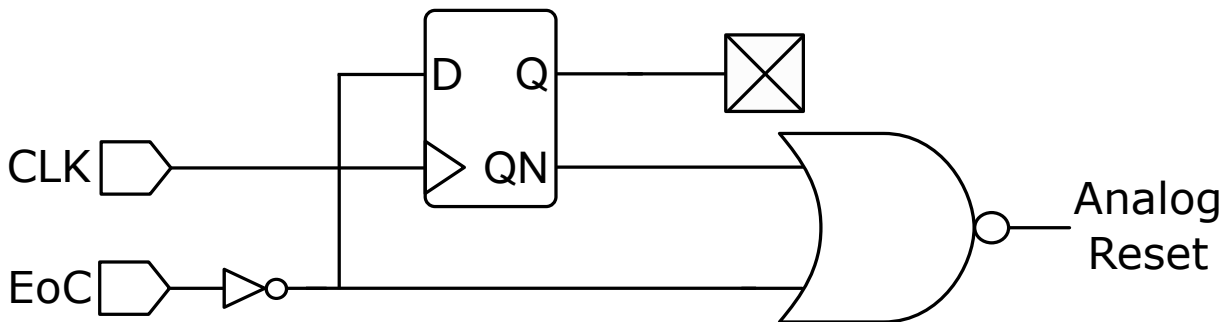 D Q
CLK
QN
Analog
Reset
EoC